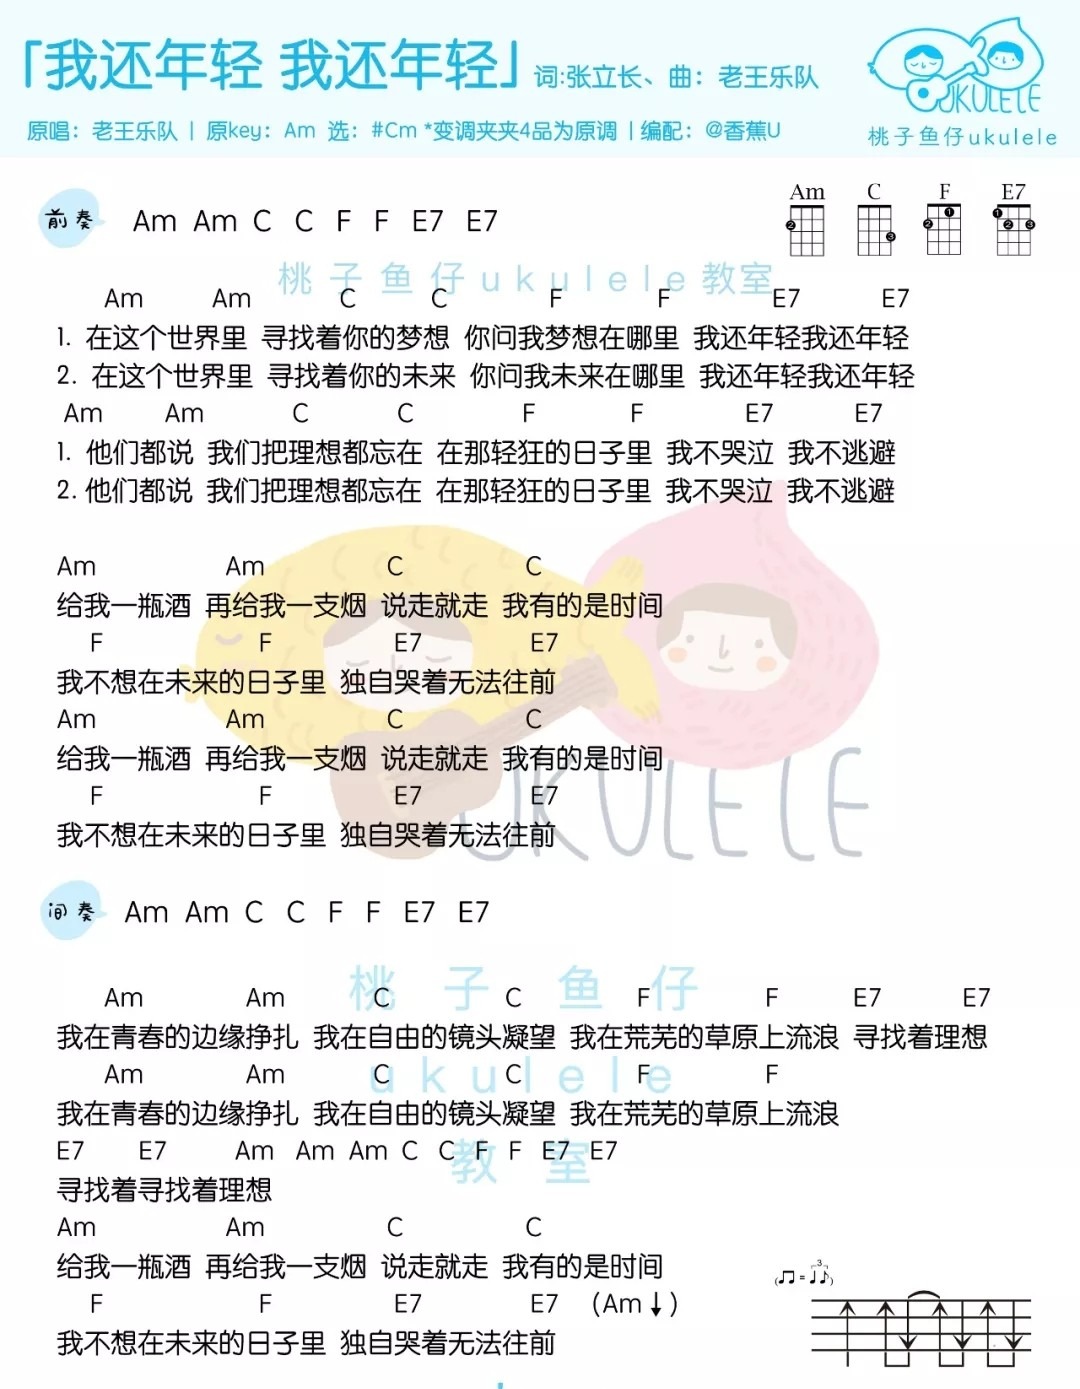 「我还年轻 我还年轻」 词:张立长、曲：老王乐队
原唱：老王乐队 | 原key：Am 选：#Cm *变调夹夹4品为原调 | 编配：@香蕉U
UKULELE
桃子鱼仔ukulele
前奏 Am Am C C F F E7 E7
Am C F E7
桃子鱼仔ukulele教室
Am Am C C F F E7 E7
1. 在这个世界里 寻找着你的梦想 你问我梦想在哪里 我还年轻我还年轻
2. 在这个世界里 寻找着你的未来 你问我未来在哪里 我还年轻我还年轻
Am Am C C F F E7 E7
1. 他们都说 我们把理想都忘在 在那轻狂的日子里 我不哭泣 我不逃避
2. 他们都说 我们把理想都忘在 在那轻狂的日子里 我不哭泣 我不逃避
Am Am C C
给我一瓶酒 再给我一支烟 说走就走 我有的是时间
F F E7 E7
我不想在未来的日子里 独自哭着无法往前
Am Am C C
给我一瓶酒 再给我一支烟 说走就走 我有的是时间
F F E7 E7
我不想在未来的日子里 独自哭着无法往前
UKULELE
间奏 Am Am C C F F E7 E7
桃子鱼仔
Am Am C C F F E7 E7
我在青春的边缘挣扎 我在自由的镜头凝望 我在荒芜的草原上流浪 寻找着理想
ukulele
Am Am C C F F
我在青春的边缘挣扎 我在自由的镜头凝望 我在荒芜的草原上流浪
教室
E7 E7 Am Am Am C C F F E7 E7
寻找着寻找着理想
Am Am C C
给我一瓶酒 再给我一支烟 说走就走 我有的是时间
F F E7 E7 (Am↓)
我不想在未来的日子里 独自哭着无法往前
3